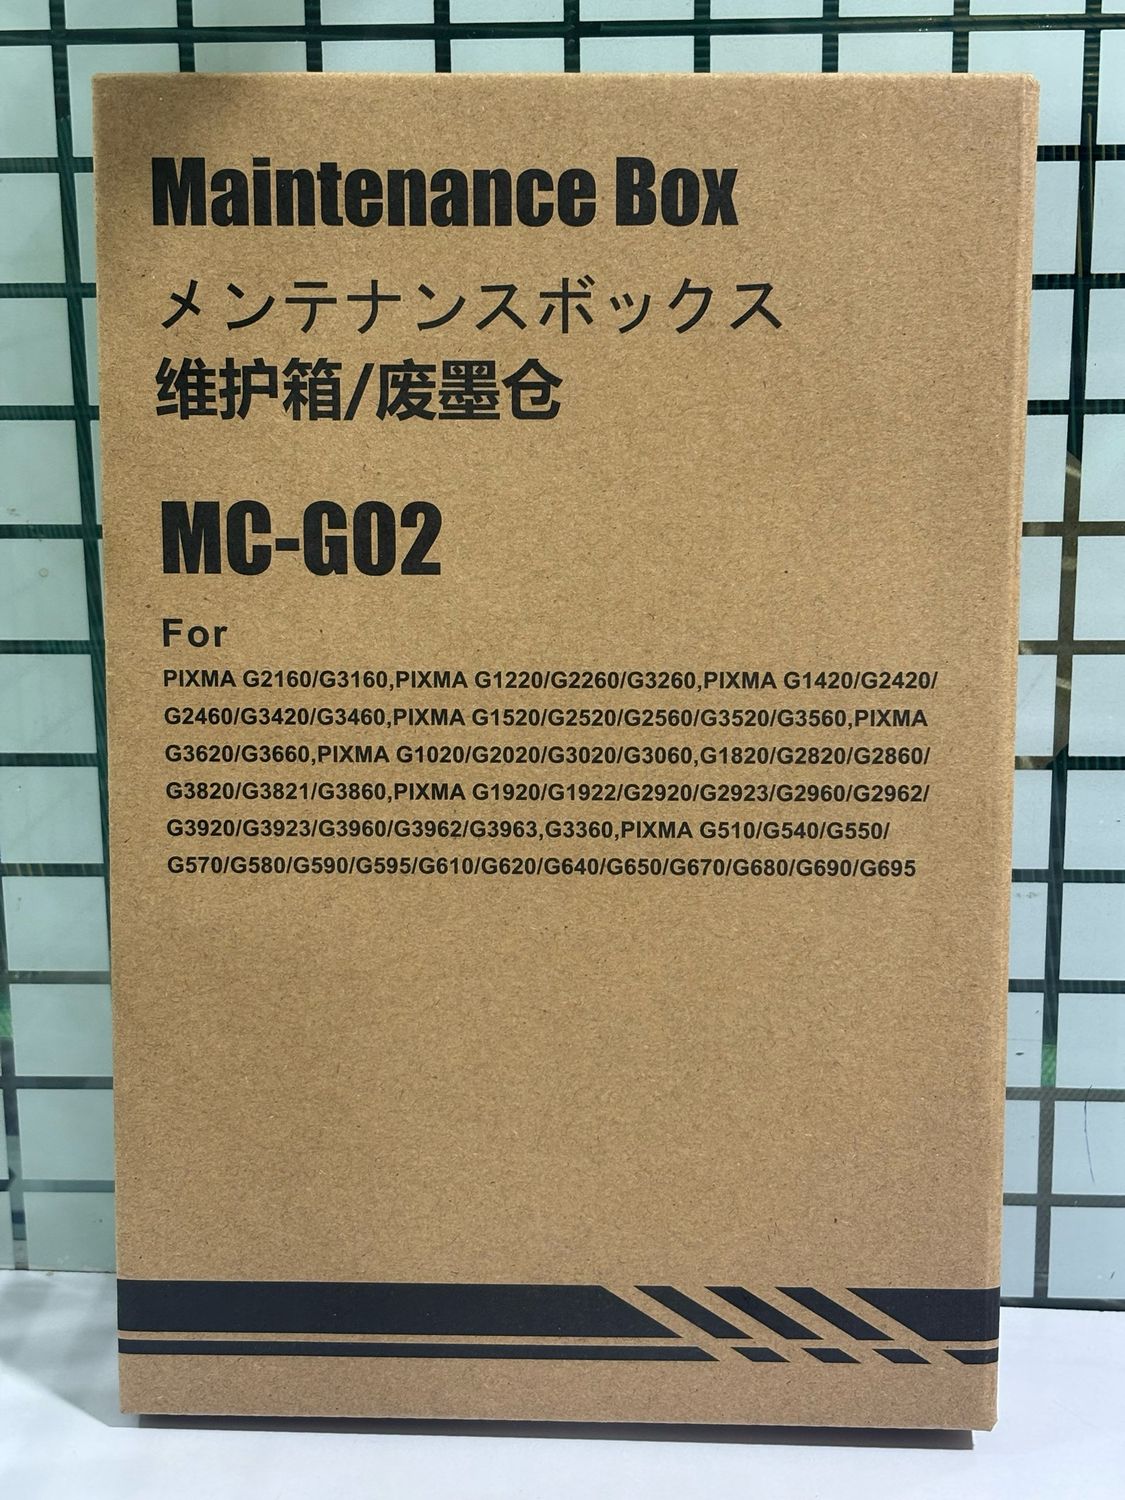 Maintenance Box
メンテナンスボックス
维护箱/废墨仓
MC-G02
For
PIXMA G2160/G3160,PIXMA G1220/G2260/G3260,PIXMA G1420/G2420/
G2460/G3420/G3460,PIXMA G1520/G2520/G2560/G3520/G3560,PIXMA
G3620/G3660,PIXMA G1020/G2020/G3020/G3060,G1820/G2820/G2860/
G3820/G3821/G3860,PIXMA G1920/G1922/G2920/G2923/G2960/G2962/
G3920/G3923/G3960/G3962/G3963,G3360,PIXMA G510/G540/G550/
G570/G580/G590/G595/G610/G620/G640/G650/G670/G680/G690/G695